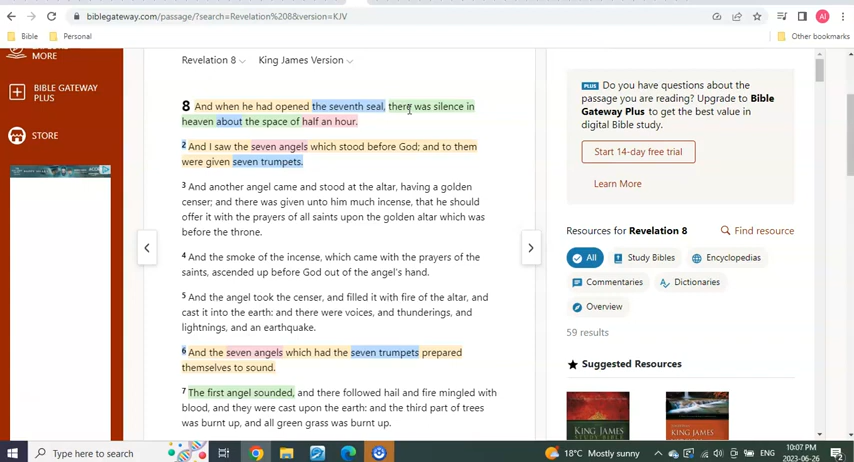 biblegateway.com/passage/?search=Revelation%208&version=KJV
AI
Bible
Personal
Other bookmarks
MORE
BIBLE GATEWAY
PLUS
STORE
Revelation 8
King James Version
8 And when he had opened the seventh seal, there was silence in
heaven about the space of half an hour.
2 And I saw the seven angels which stood before God; and to them
were given seven trumpets.
3 And another angel came and stood at the altar, having a golden
censer; and there was given unto him much incense, that he should
offer it with the prayers of all saints upon the golden altar which was
before the throne.
4 And the smoke of the incense, which came with the prayers of the
saints, ascended up before God out of the angel's hand.
5 And the angel took the censer, and filled it with fire of the altar, and
cast it into the earth: and there were voices, and thunderings, and
lightnings, and an earthquake.
6 And the seven angels which had the seven trumpets prepared
themselves to sound.
7 The first angel sounded, and there followed hail and fire mingled with
blood, and they were cast upon the earth: and the third part of trees
was burnt up, and all green grass was burnt up.
PLUS Do you have questions about the
passage you are reading? Upgrade to Bible
Gateway Plus to get the best value in
digital Bible study.
Start 14-day free trial
Learn More
Resources for Revelation 8
Find resource
All
Study Bibles
Encyclopedias
Commentaries
Dictionaries
Overview
59 results
Suggested Resources
KING JAMES
STUDY BIBLE
KING JAMES
Type here to search
18°C Mostly sunny
ENG
10:07 PM
2023-06-26
2